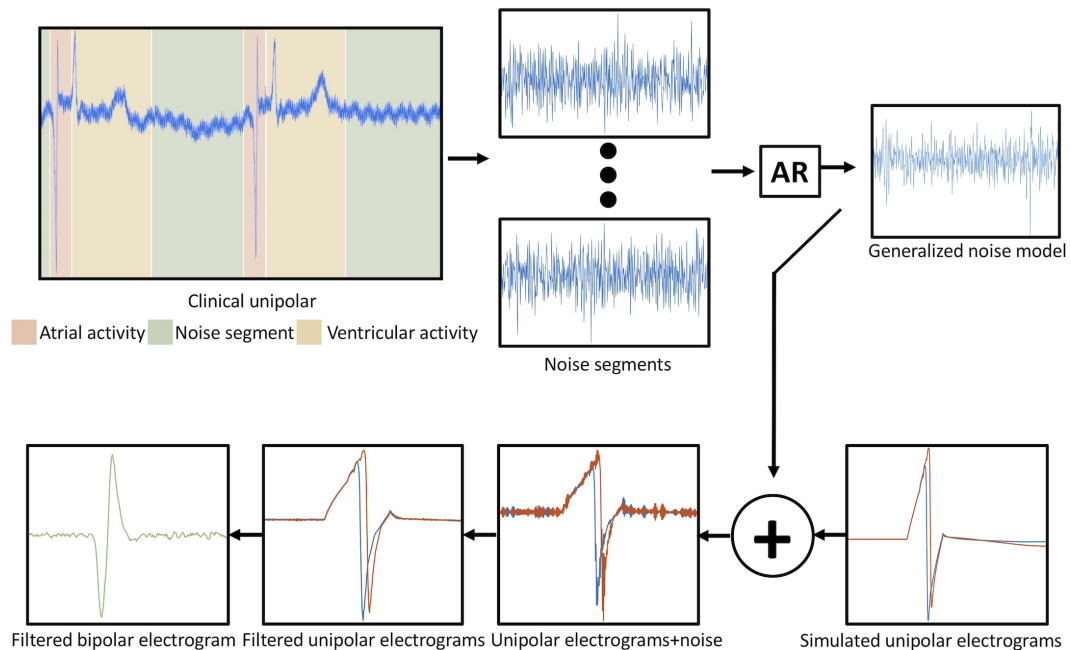 Clinical unipolar
Atrial activity
Noise segment
Ventricular activity
Noise segments
AR
Generalized noise model
+
Filtered bipolar electrogram
Filtered unipolar electrograms
Unipolar electrograms+noise
Simulated unipolar electrograms